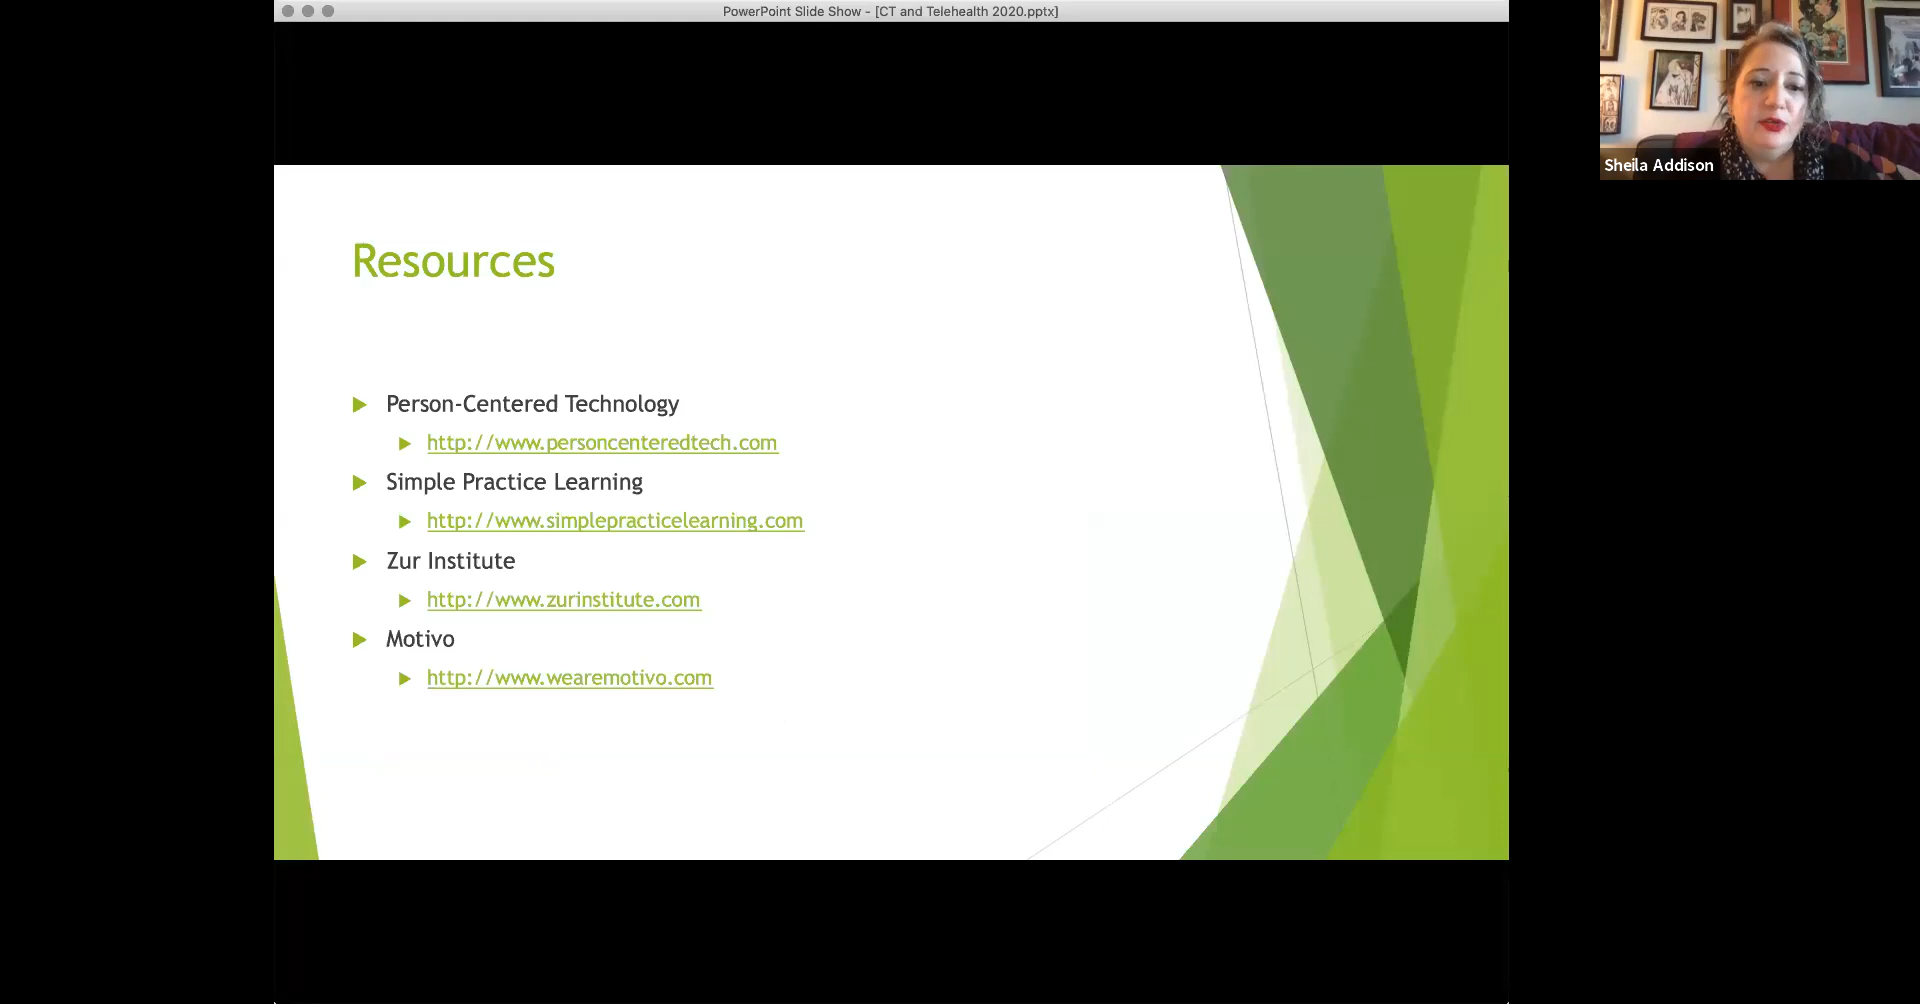 PowerPoint Slide Show - [CT and Telehealth 2020.pptx]
Sheila Addison
Resources
Person-Centered Technology
http://www.personcenteredtech.com
Simple Practice Learning
http://www.simplepracticelearning.com
Zur Institute
http://www.zurinstitute.com
Motivo
http://www.wearemotivo.com